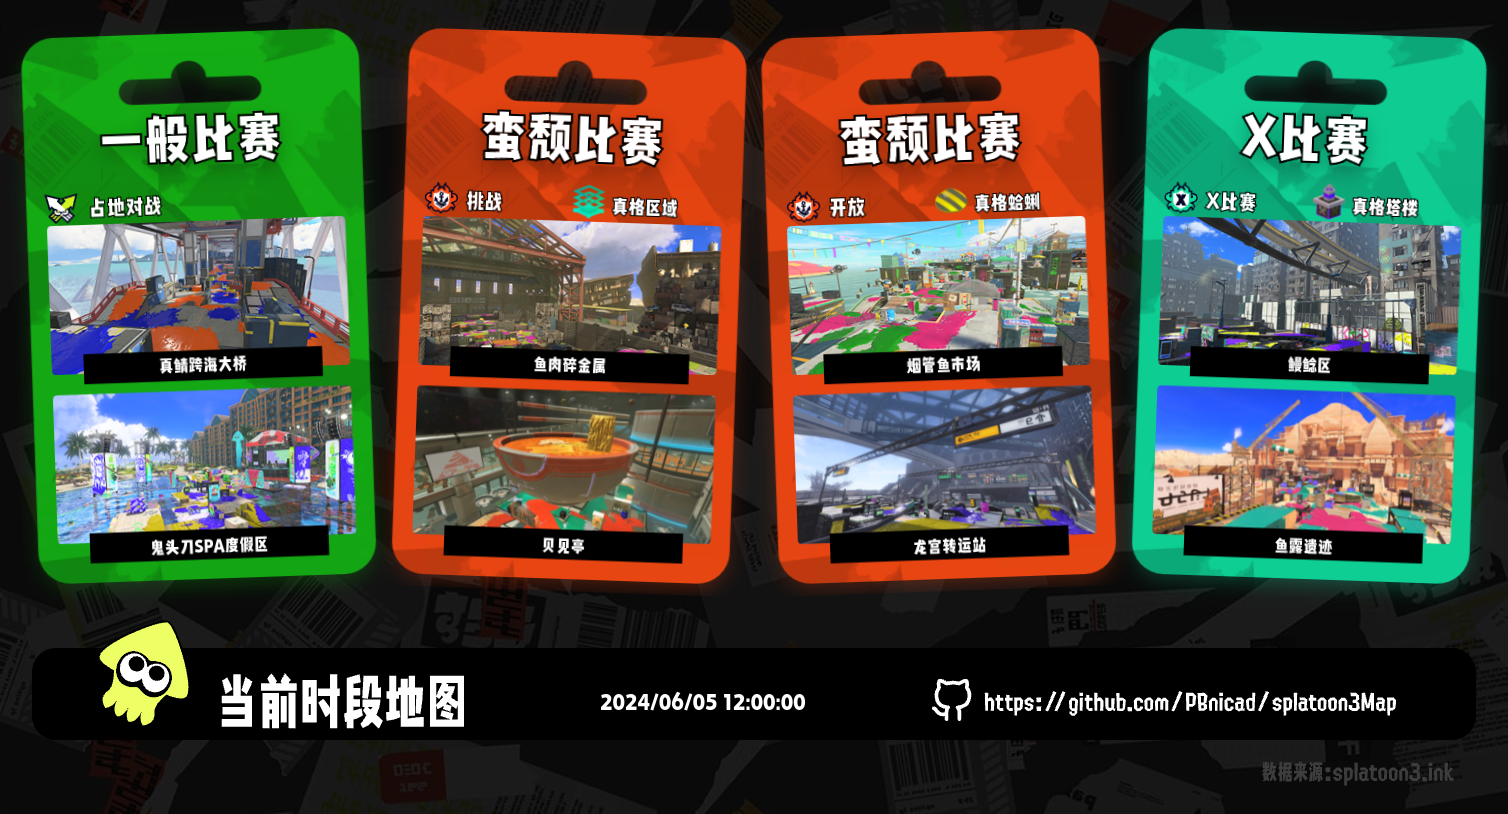 一般比赛
占地对战
真鲭跨海大桥
鬼头刀SPA度假区
蛮颓比赛
挑战
真格区域
鱼肉碎金属
贝见亭
蛮颓比赛
开放
真格蛤蜊
烟管鱼市场
龙宫转运站
X比赛
X比赛
真格塔楼
鳗鲶区
鱼露遗迹
当前时段地图
2024/06/05 12:00:00
https://github.com/PBnicad/splatoon3Map
数据来源:splatoon3.ink